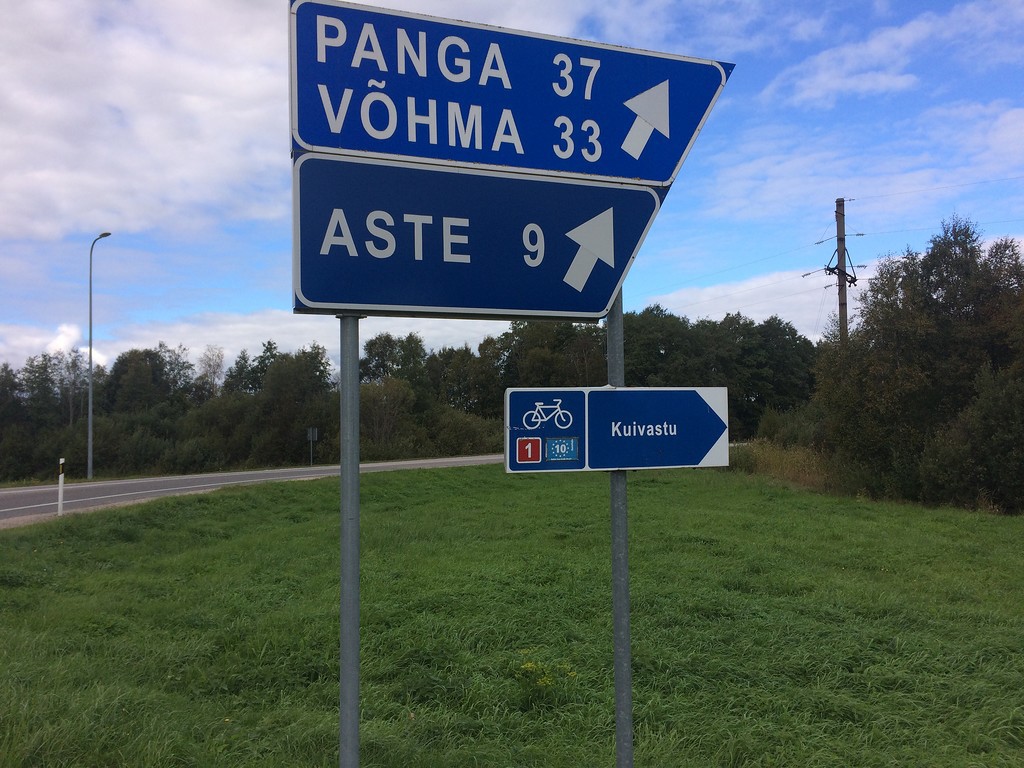 PANGA 37
VÕHMA 33
ASTE 9
Kuivastu
1 10